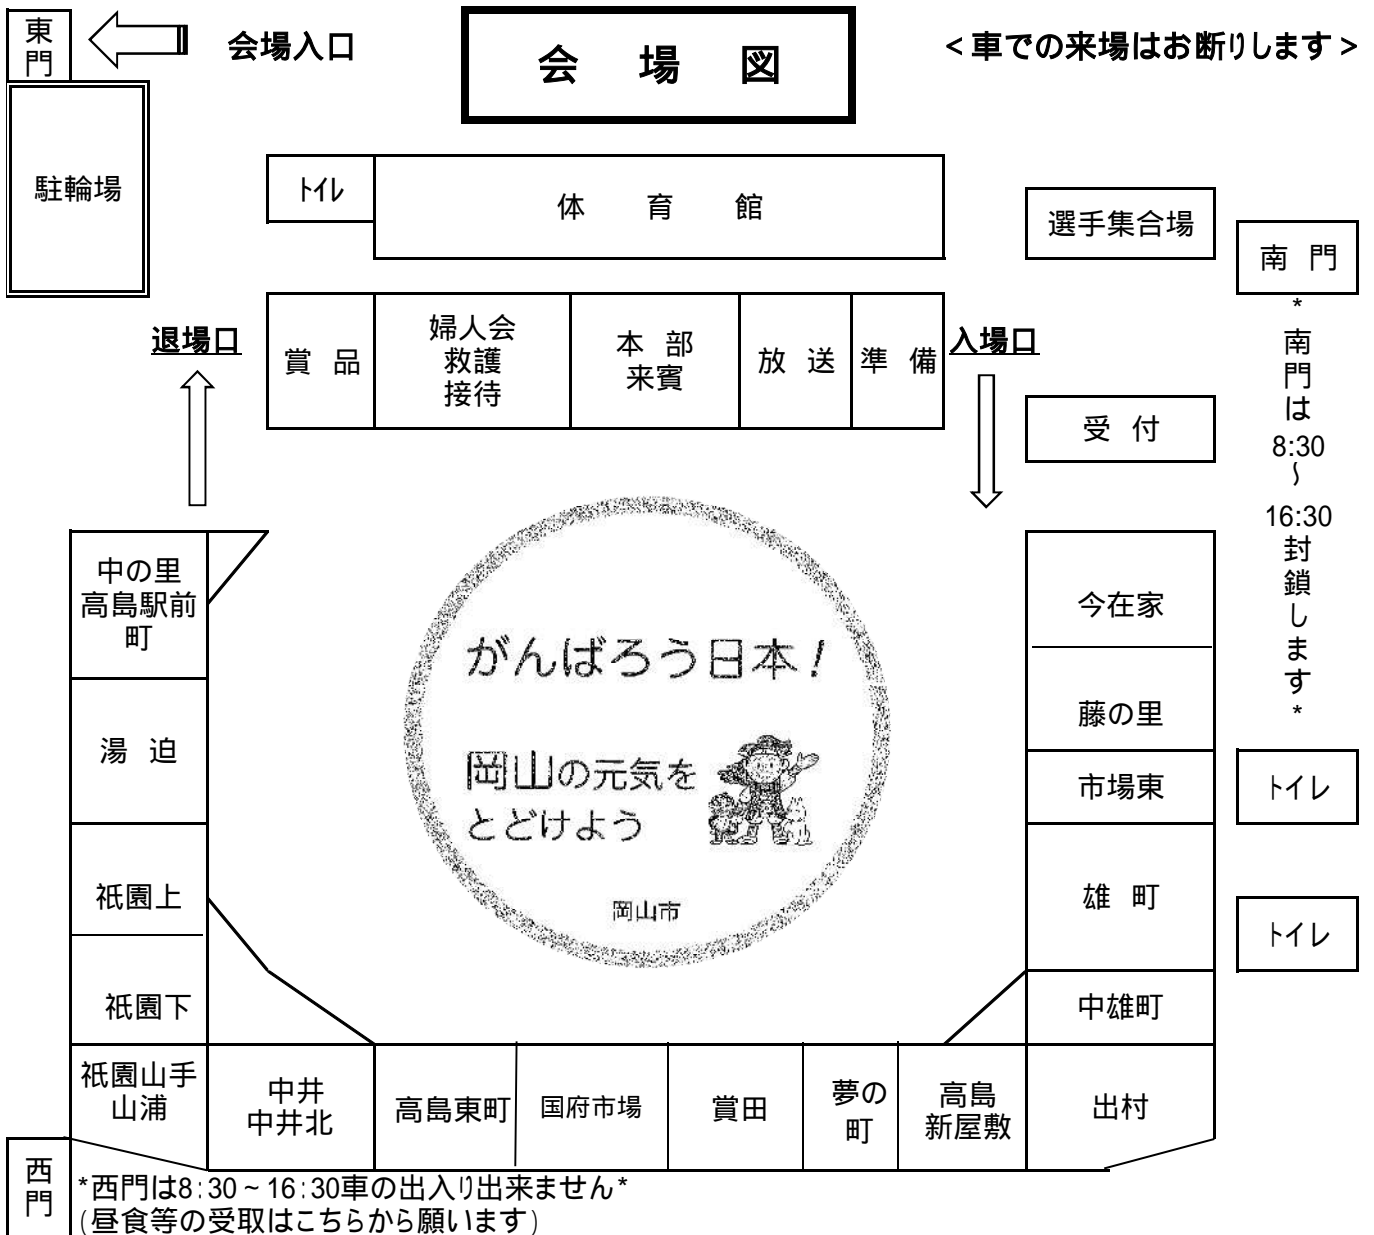 東門
会場入口
会場図
<車での来場はお断りします>
駐輪場
トイレ
体育館
選手集合場
南門
*南門は8:30～16:30封鎖します*
退場口
賞品
婦人会
救護
接待
本部
来賓
放送
準備
入場口
受付
中の里
高島駅前
町
湯迫
祇園上
祇園下
祇園山手
山浦
がんばろう日本!
岡山の元気を
とどけよう
岡山市
今在家
藤の里
市場東
雄町
中雄町
トイレ
トイレ
中井
中井北
高島東町
国府市場
賞田
夢の
町
高島
新屋敷
出村
西門
*西門は8:30~16:30車の出入り出来ません*
(昼食等の受取はこちらから願います)